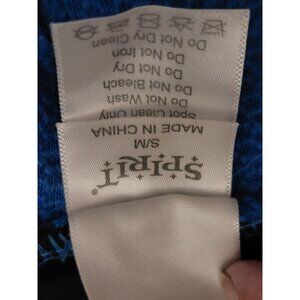 SPIRIT®
S/M
MADE IN CHINA
Spot Clean Only
Do Not Wash
Do Not Bleach
Do Not Dry
Do Not Iron
Do Not Dry Clean